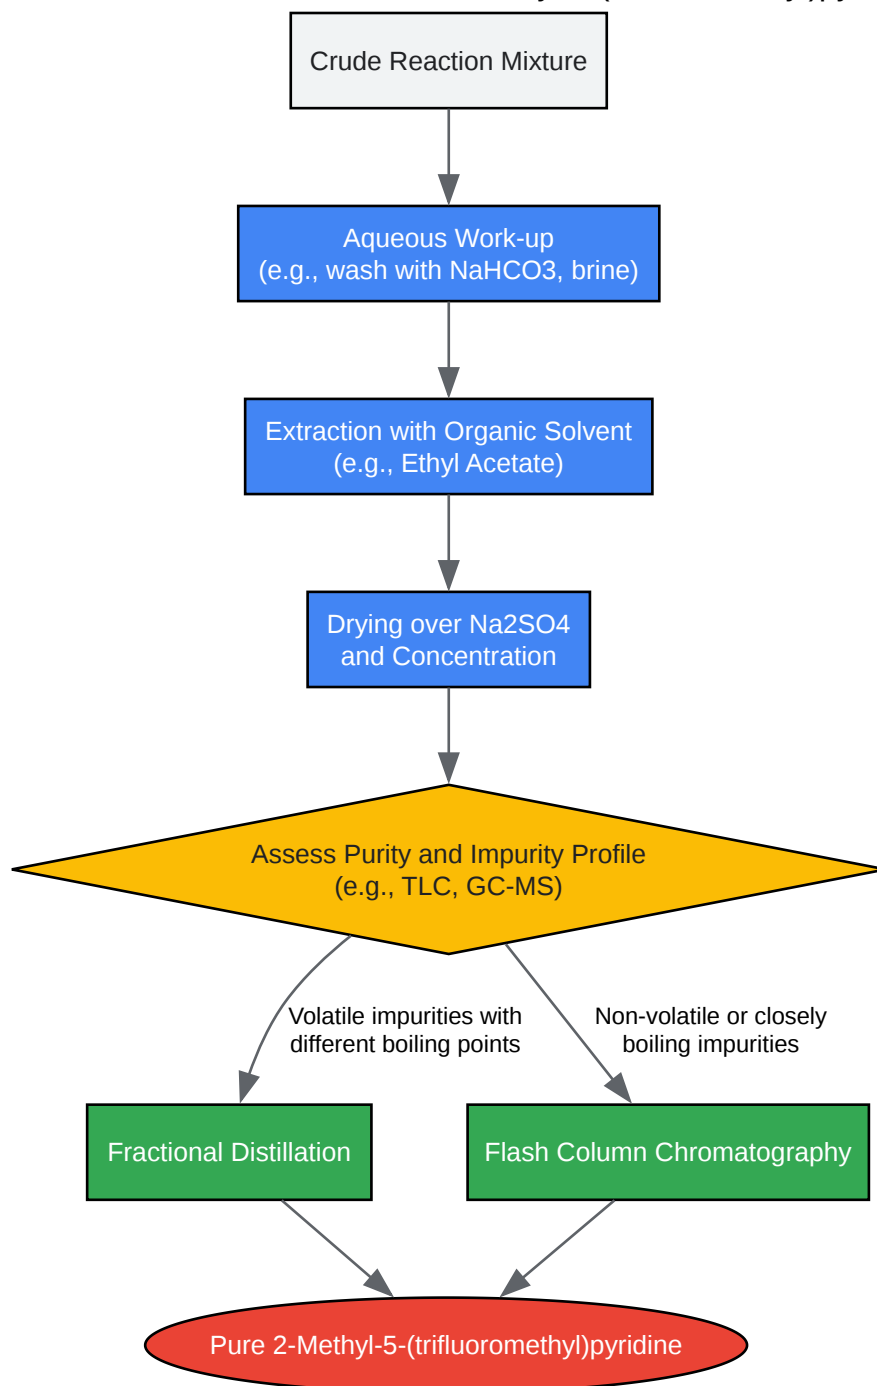 Crude Reaction Mixture
Aqueous Work-up
(e.g., wash with NaHCO3, brine)
Extraction with Organic Solvent
(e.g., Ethyl Acetate)
Drying over Na2SO4
and Concentration
Assess Purity and Impurity Profile
(e.g., TLC, GC-MS)
Volatile impurities with
different boiling points
Non-volatile or closely
boiling impurities
Fractional Distillation
Flash Column Chromatography
Pure 2-Methyl-5-(trifluoromethyl)pyridine